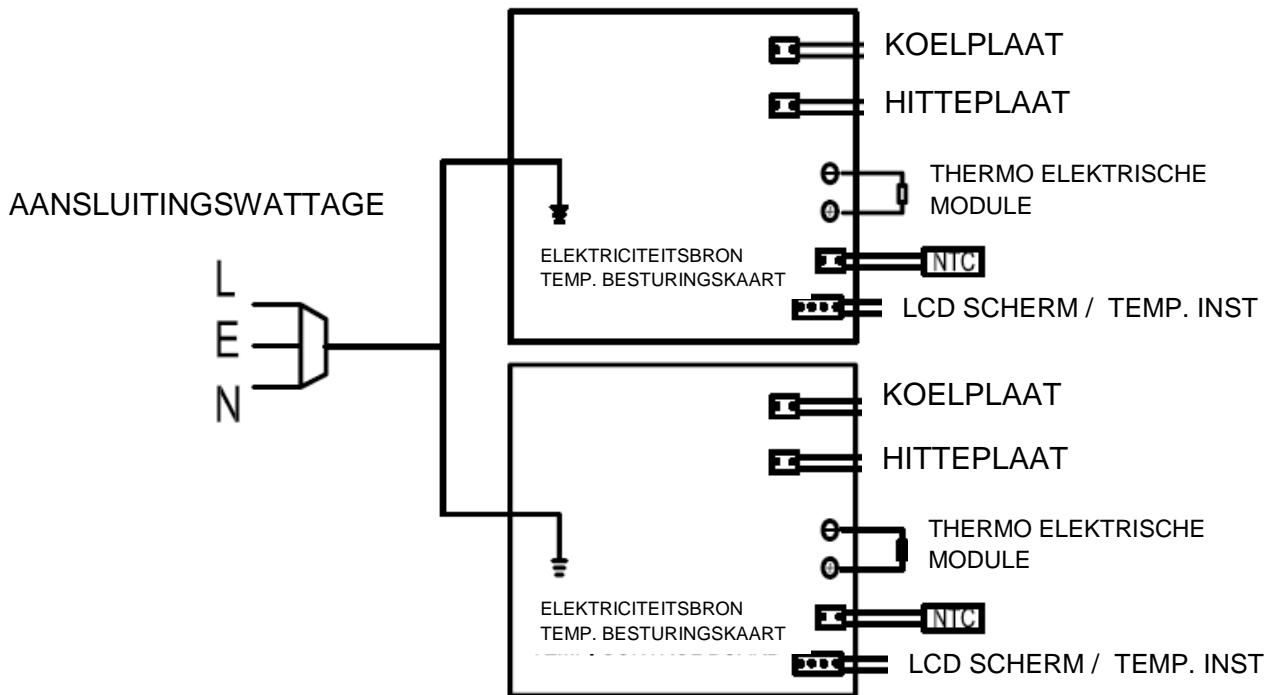 KOELPLAAT
HITTEPLAAT
THERMO ELEKTRISCHE
MODULE
AANSLUITINGSWATTAGE
ELEKTRICITEITSBRON
TEMP. BESTURINGSKAART
NTC
LCD SCHERM / TEMP. INST
L
E
N
KOELPLAAT
HITTEPLAAT
THERMO ELEKTRISCHE
MODULE
ELEKTRICITEITSBRON
TEMP. BESTURINGSKAART
NTC
LCD SCHERM / TEMP. INST